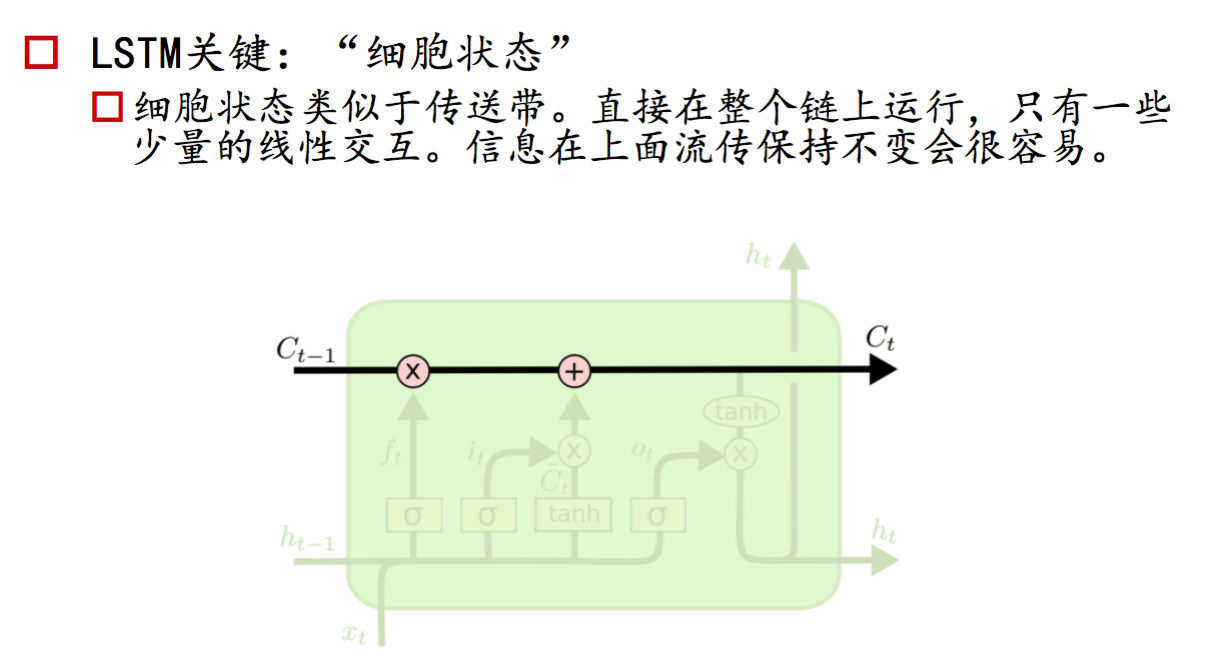 LSTM关键：“细胞状态”
细胞状态类似于传送带。直接在整个链上运行，只有一些
少量的线性交互。信息在上面流传保持不变会很容易。
h_t
C_{t-1}
C_t
x
+
tanh
f_t
i_t
x
o_t
x
C̃_t
σ
σ
tanh
σ
h_{t-1}
h_t
x_t